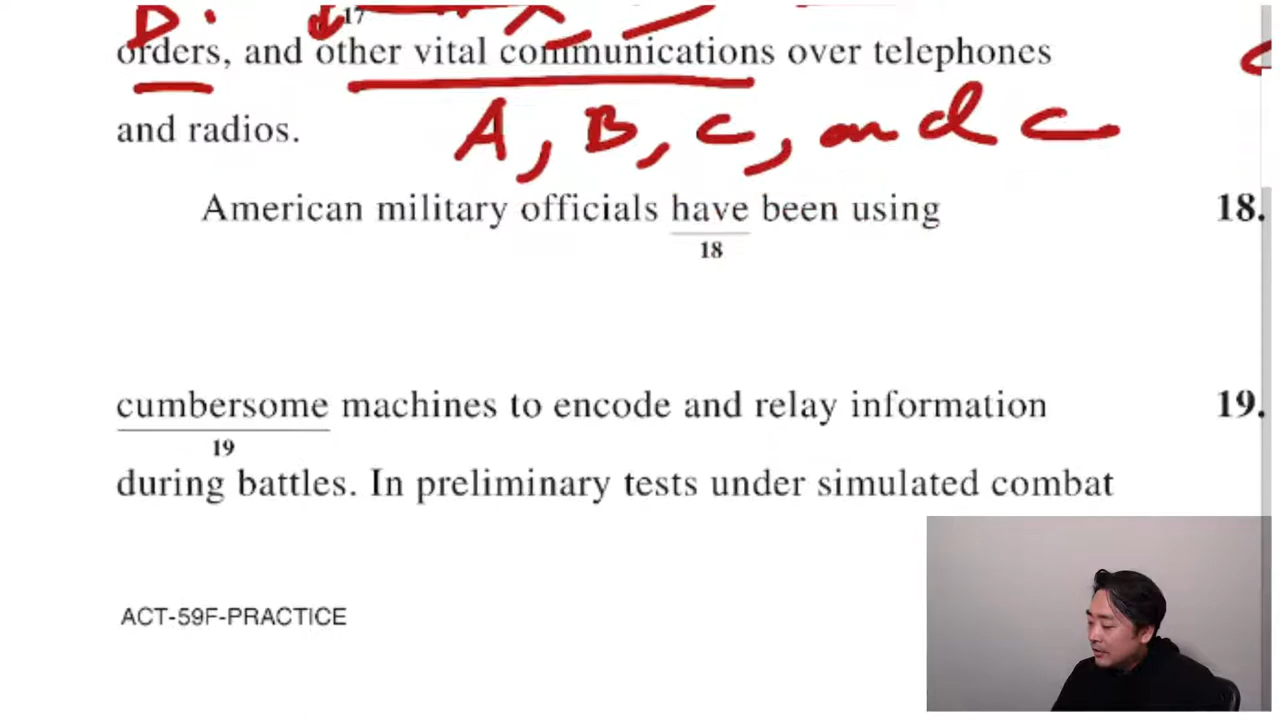 D.
17
orders, and other vital communications over telephones
and radios.
A, B, C, and C
American military officials have been using
18.
18
cumbersome machines to encode and relay information
19.
19
during battles. In preliminary tests under simulated combat
ACT-59F-PRACTICE